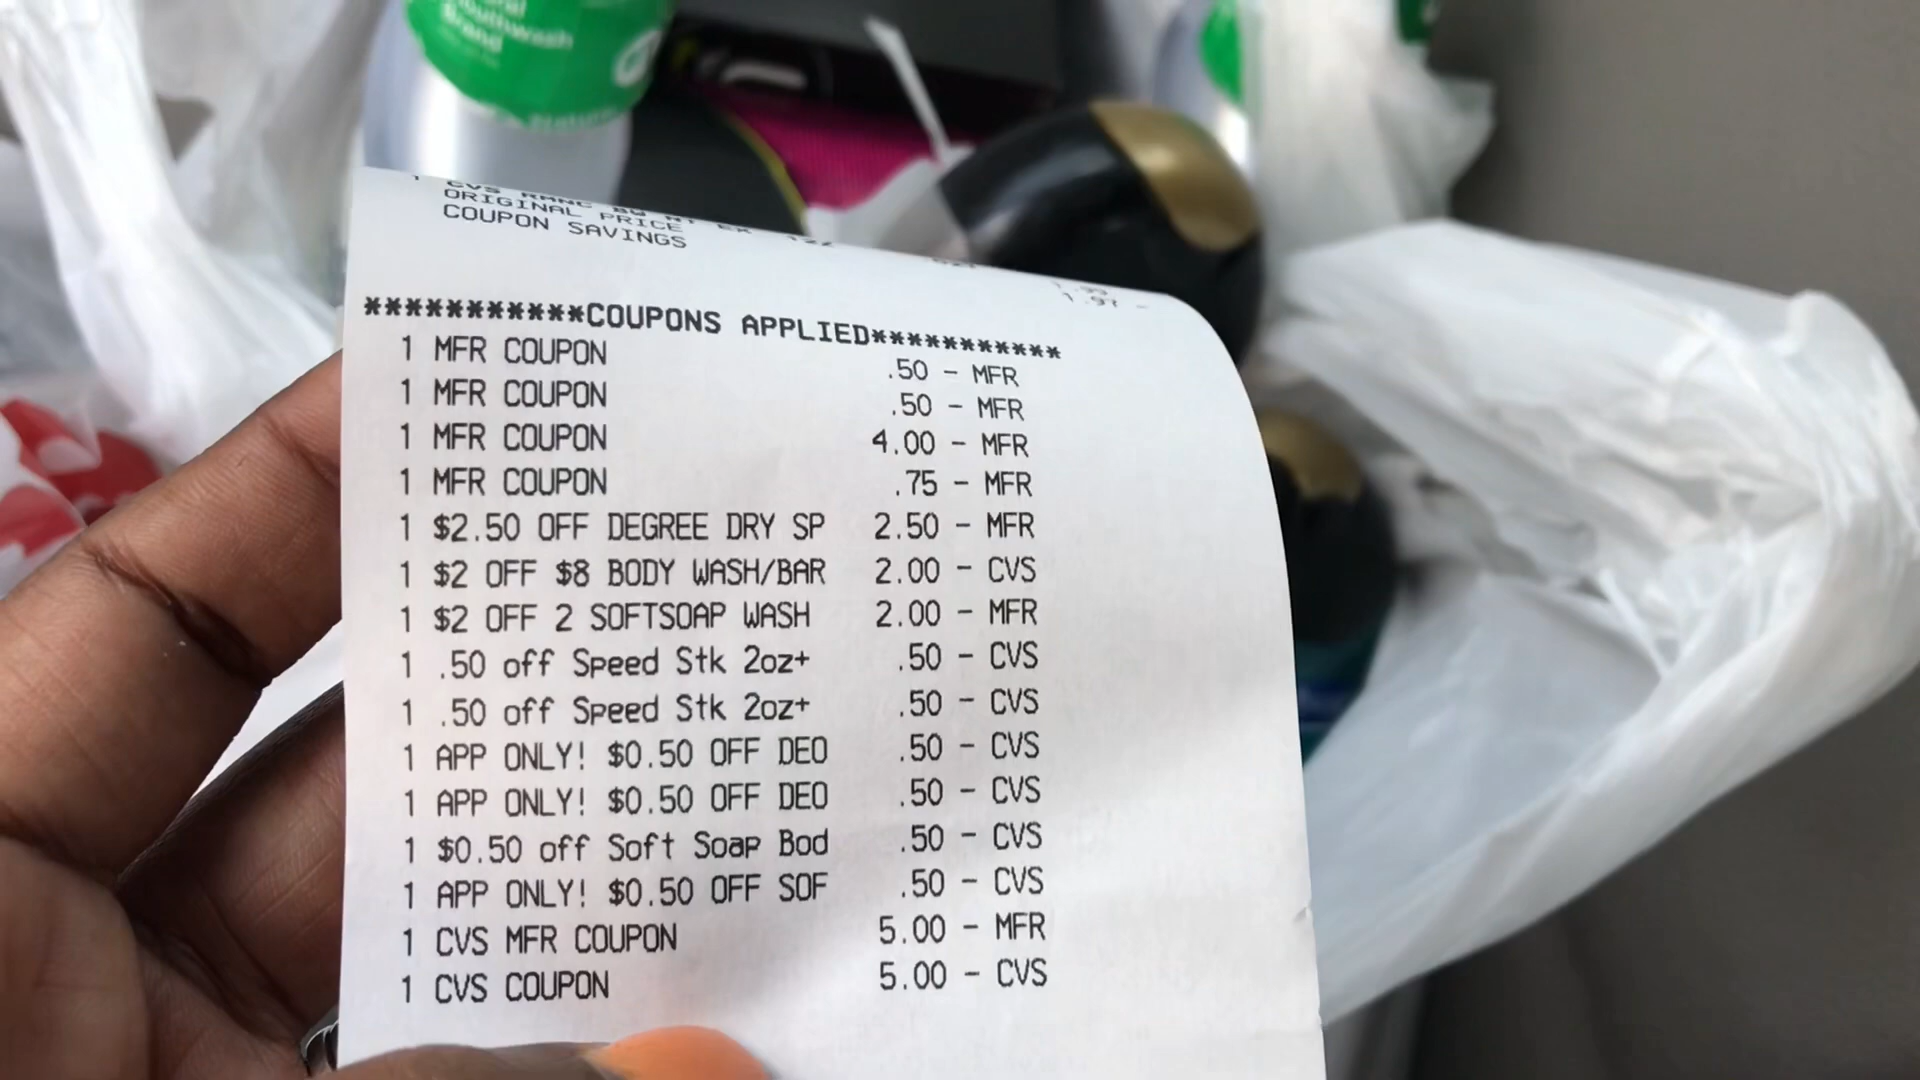 Mouthwash
Brand
ORIGINAL PRICE
COUPON SAVINGS 1.97 -
***********COUPONS APPLIED***********
1 MFR COUPON .50 - MFR
1 MFR COUPON .50 - MFR
1 MFR COUPON 4.00 - MFR
1 MFR COUPON .75 - MFR
1 $2.50 OFF DEGREE DRY SP 2.50 - MFR
1 $2 OFF $8 BODY WASH/BAR 2.00 - CVS
1 $2 OFF 2 SOFTSOAP WASH 2.00 - MFR
1 .50 off Speed Stk 2oz+ .50 - CVS
1 .50 off Speed Stk 2oz+ .50 - CVS
1 APP ONLY! $0.50 OFF DEO .50 - CVS
1 APP ONLY! $0.50 OFF DEO .50 - CVS
1 $0.50 off Soft Soap Bod .50 - CVS
1 APP ONLY! $0.50 OFF SOF .50 - CVS
1 CVS MFR COUPON 5.00 - MFR
1 CVS COUPON 5.00 - CVS